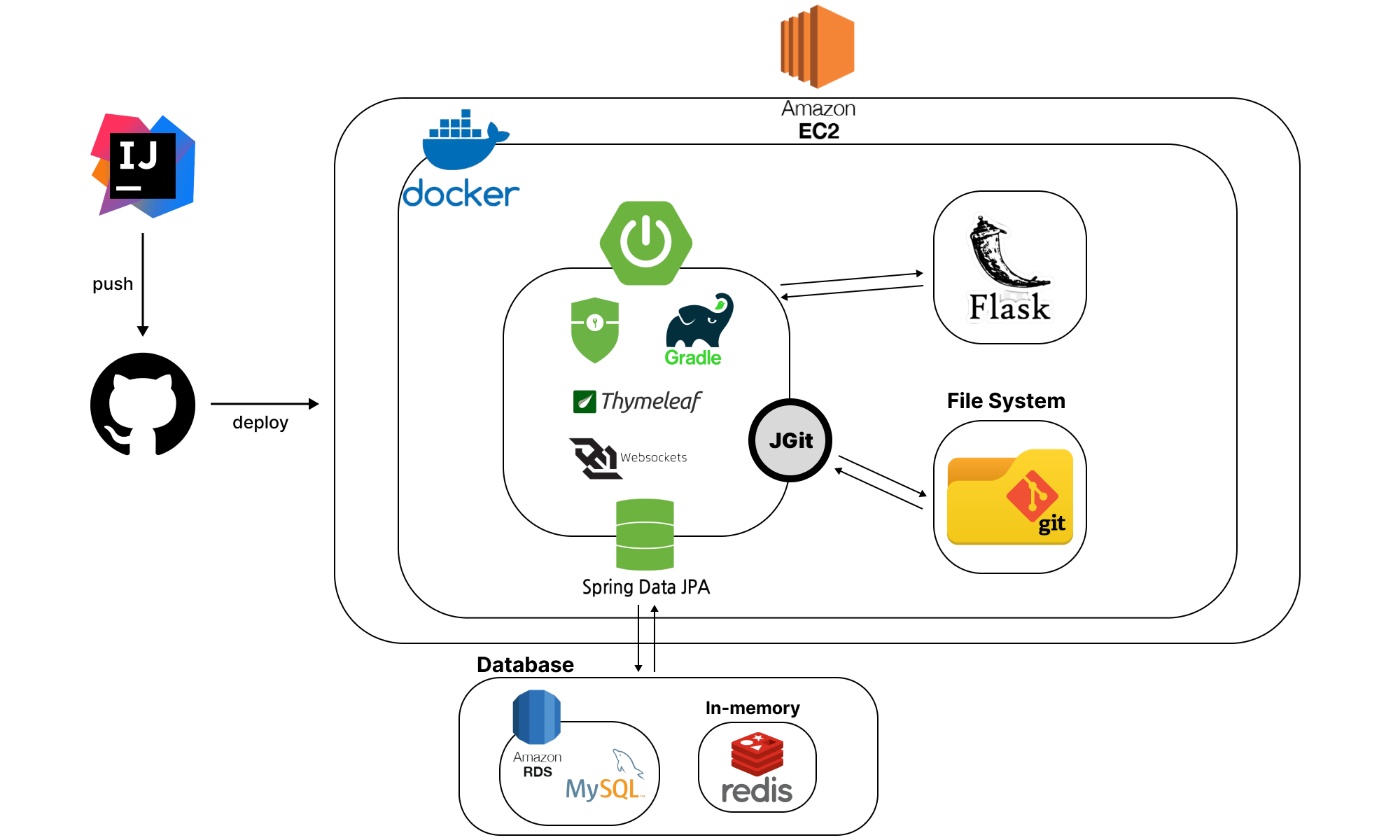 Amazon
EC2
IJ
docker
push
Flask
Gradle
Thymeleaf
File System
deploy
JGit
Websockets
git
Spring Data JPA
Database
In-memory
Amazon
RDS
MySQL
redis